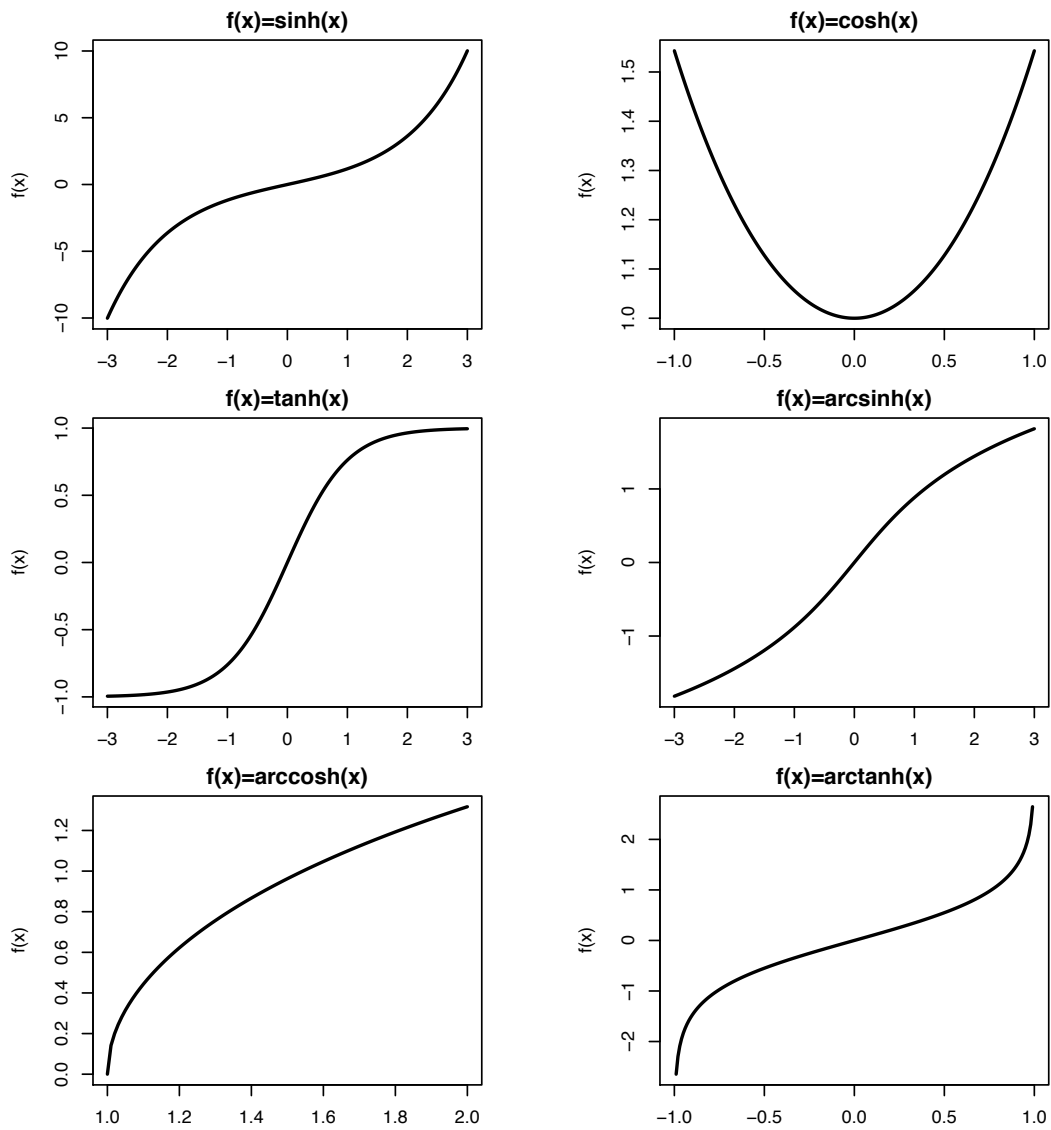 f(x)=sinh(x)
f(x)
10
5
0
−5
−10
−3 −2 −1 0 1 2 3
f(x)=cosh(x)
f(x)
1.5
1.4
1.3
1.2
1.1
1.0
−1.0 −0.5 0.0 0.5 1.0
f(x)=tanh(x)
f(x)
1.0
0.5
0.0
−0.5
−1.0
−3 −2 −1 0 1 2 3
f(x)=arcsinh(x)
f(x)
1
0
−1
−3 −2 −1 0 1 2 3
f(x)=arccosh(x)
f(x)
1.2
1.0
0.8
0.6
0.4
0.2
0.0
1.0 1.2 1.4 1.6 1.8 2.0
f(x)=arctanh(x)
f(x)
2
1
0
−1
−2
−1.0 −0.5 0.0 0.5 1.0